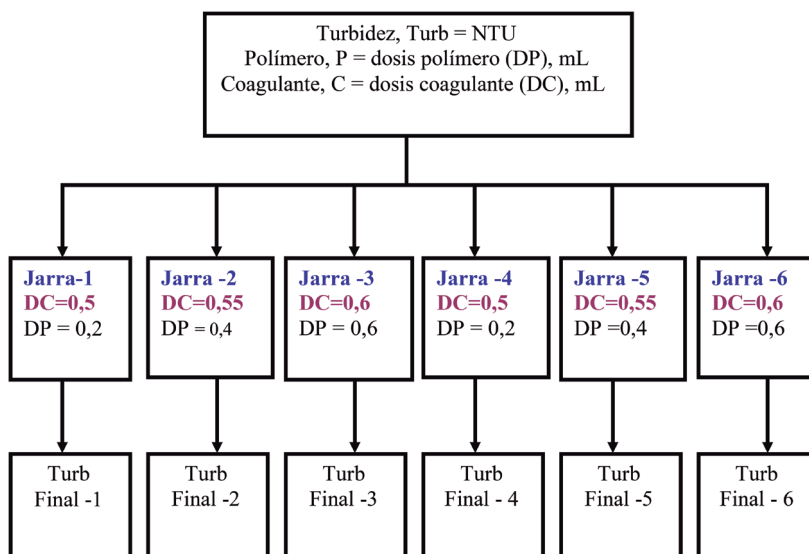 Turbidez, Turb = NTU
Polímero, P = dosis polímero (DP), mL
Coagulante, C = dosis coagulante (DC), mL
Jarra-1
DC=0,5
DP = 0,2
Jarra -2
DC=0,55
DP = 0,4
Jarra -3
DC=0,6
DP = 0,6
Jarra -4
DC=0,5
DP = 0,2
Jarra -5
DC=0,55
DP =0,4
Jarra -6
DC=0,6
DP =0,6
Turb
Final -1
Turb
Final -2
Turb
Final -3
Turb
Final - 4
Turb
Final -5
Turb
Final - 6